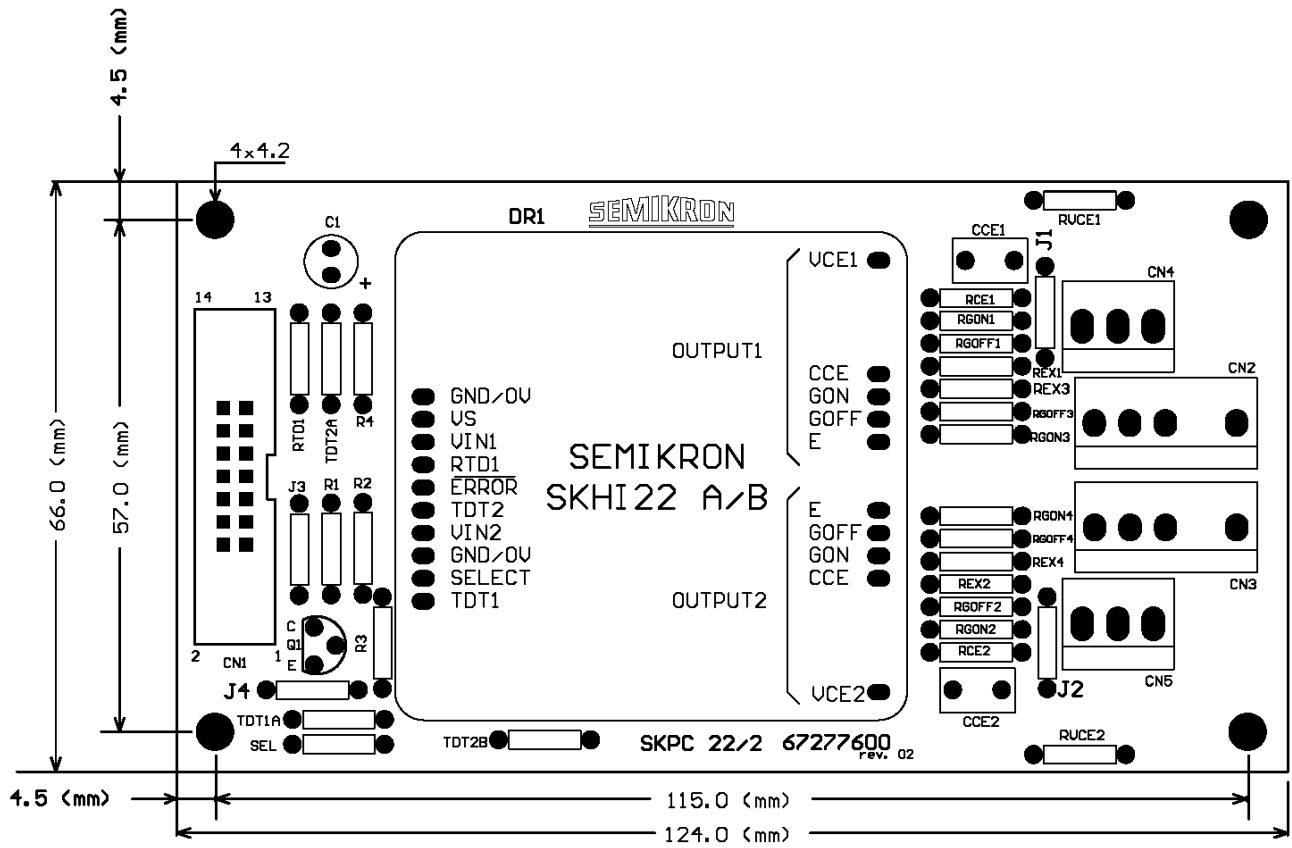 4.5 (mm)
4x4.2
66.0 (mm)
57.0 (mm)
DR1
SEMIKRON
C1
+
14 13
RTD1
TDT2A
R4
J3
R1
R2
2
CN1
1
C
Q1
E
R3
J4
TDT1A
SEL
GND/0V
VS
VIN1
RTD1
ERROR
TDT2
VIN2
GND/0V
SELECT
TDT1
SEMIKRON
SKHI22 A/B
OUTPUT1
VCE1
CCE
GON
GOFF
E
OUTPUT2
E
GOFF
GON
CCE
VCE2
TDT2B
SKPC 22/2 67277600
rev. 02
RVCE1
CCE1
J1
CN4
RCE1
RGON1
RGOFF1
REX1
REX3
RGOFF3
RGON3
CN2
RGON4
RGOFF4
REX4
REX2
RGOFF2
RGON2
RCE2
CN3
CN5
J2
CCE2
RVCE2
4.5 (mm)
115.0 (mm)
124.0 (mm)